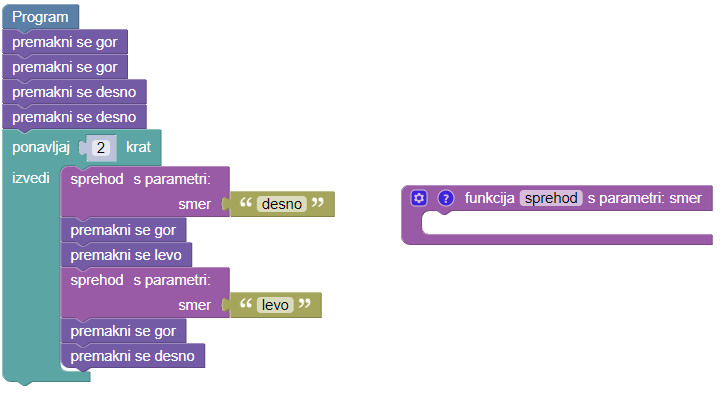 Program
premakni se gor
premakni se gor
premakni se desno
premakni se desno
ponavljaj 2 krat
izvedi
sprehod s parametri:
smer “ desno ”
premakni se gor
premakni se levo
sprehod s parametri:
smer “ levo ”
premakni se gor
premakni se desno
? funkcija sprehod s parametri: smer